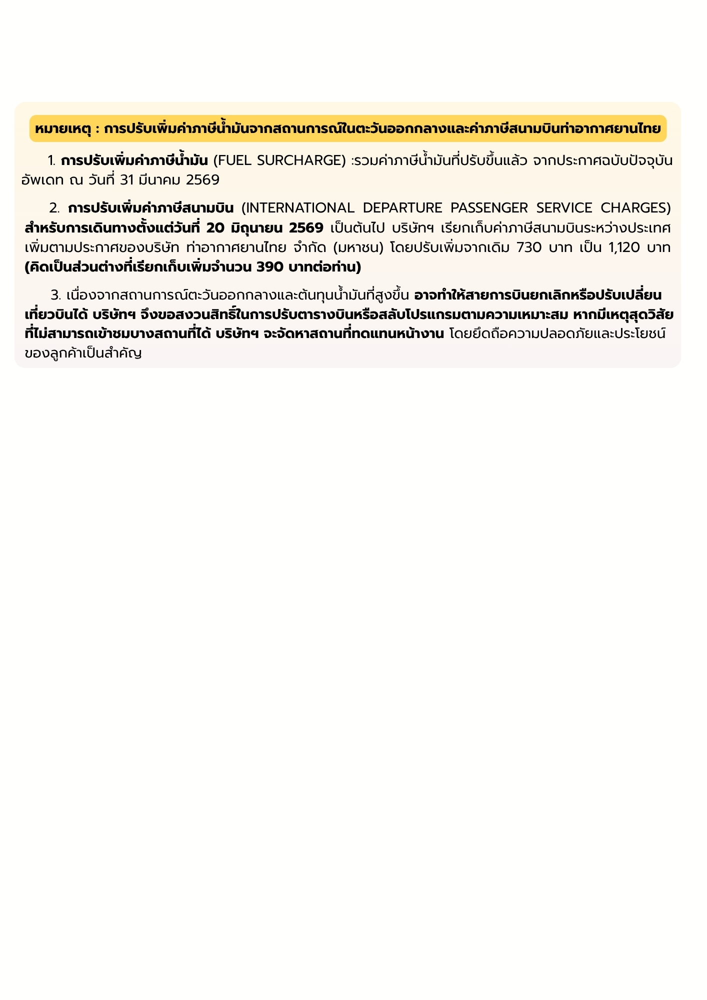 หมายเหตุ : การปรับเพิ่มค่าภาษีน้ำมันจากสถานการณ์ในตะวันออกกลางและค่าภาษีสนามบินท่าอากาศยานไทย
1. การปรับเพิ่มค่าภาษีน้ำมัน (FUEL SURCHARGE) :รวมค่าภาษีน้ำมันที่ปรับขึ้นแล้ว จากประกาศฉบับปัจจุบัน
อัพเดท ณ วันที่ 31 มีนาคม 2569
2. การปรับเพิ่มค่าภาษีสนามบิน (INTERNATIONAL DEPARTURE PASSENGER SERVICE CHARGES)
สำหรับการเดินทางตั้งแต่วันที่ 20 มิถุนายน 2569 เป็นต้นไป บริษัทฯ เรียกเก็บค่าภาษีสนามบินระหว่างประเทศ
เพิ่มตามประกาศของบริษัท ท่าอากาศยานไทย จำกัด (มหาชน) โดยปรับเพิ่มจากเดิม 730 บาท เป็น 1,120 บาท
(คิดเป็นส่วนต่างที่เรียกเก็บเพิ่มจำนวน 390 บาทต่อท่าน)
3. เนื่องจากสถานการณ์ตะวันออกกลางและต้นทุนน้ำมันที่สูงขึ้น อาจทำให้สายการบินยกเลิกหรือปรับเปลี่ยน
เที่ยวบินได้ บริษัทฯ จึงขอสงวนสิทธิ์ในการปรับตารางบินหรือสลับโปรแกรมตามความเหมาะสม หากมีเหตุสุดวิสัย
ที่ไม่สามารถเข้าชมบางสถานที่ได้ บริษัทฯ จะจัดหาสถานที่ทดแทนหน้างาน โดยยึดถือความปลอดภัยและประโยชน์
ของลูกค้าเป็นสำคัญ